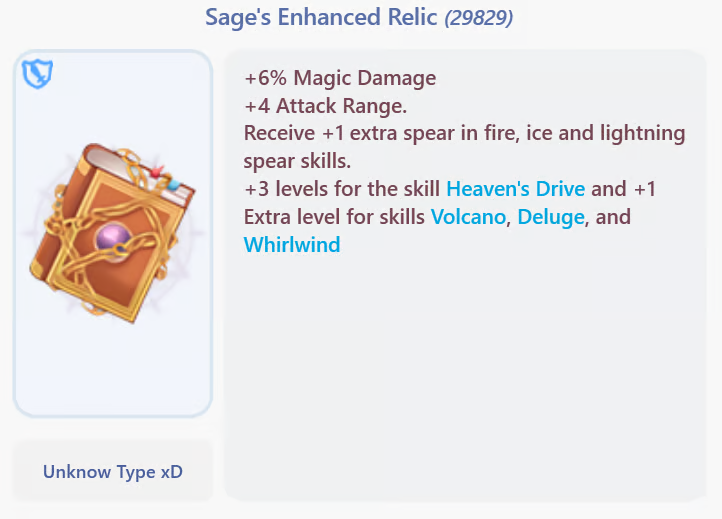 Sage's Enhanced Relic (29829)
+6% Magic Damage
+4 Attack Range.
Receive +1 extra spear in fire, ice and lightning
spear skills.
+3 levels for the skill Heaven's Drive and +1
Extra level for skills Volcano, Deluge, and
Whirlwind
Unknow Type xD